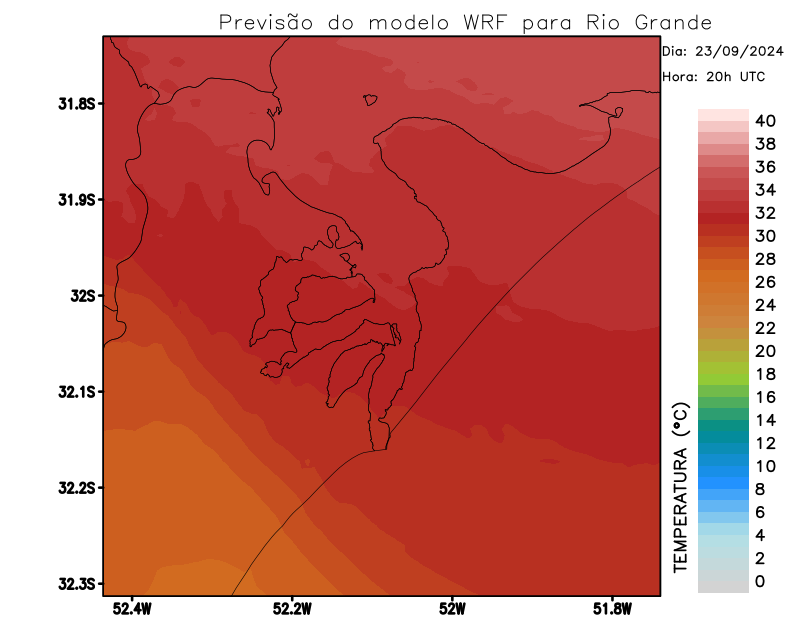 Previsão do modelo WRF para Rio Grande
Dia: 23/09/2024
Hora: 20h UTC
31.8S
31.9S
32S
32.1S
32.2S
32.3S
52.4W
52.2W
52W
51.8W
TEMPERATURA (°C)
40
38
36
34
32
30
28
26
24
22
20
18
16
14
12
10
8
6
4
2
0